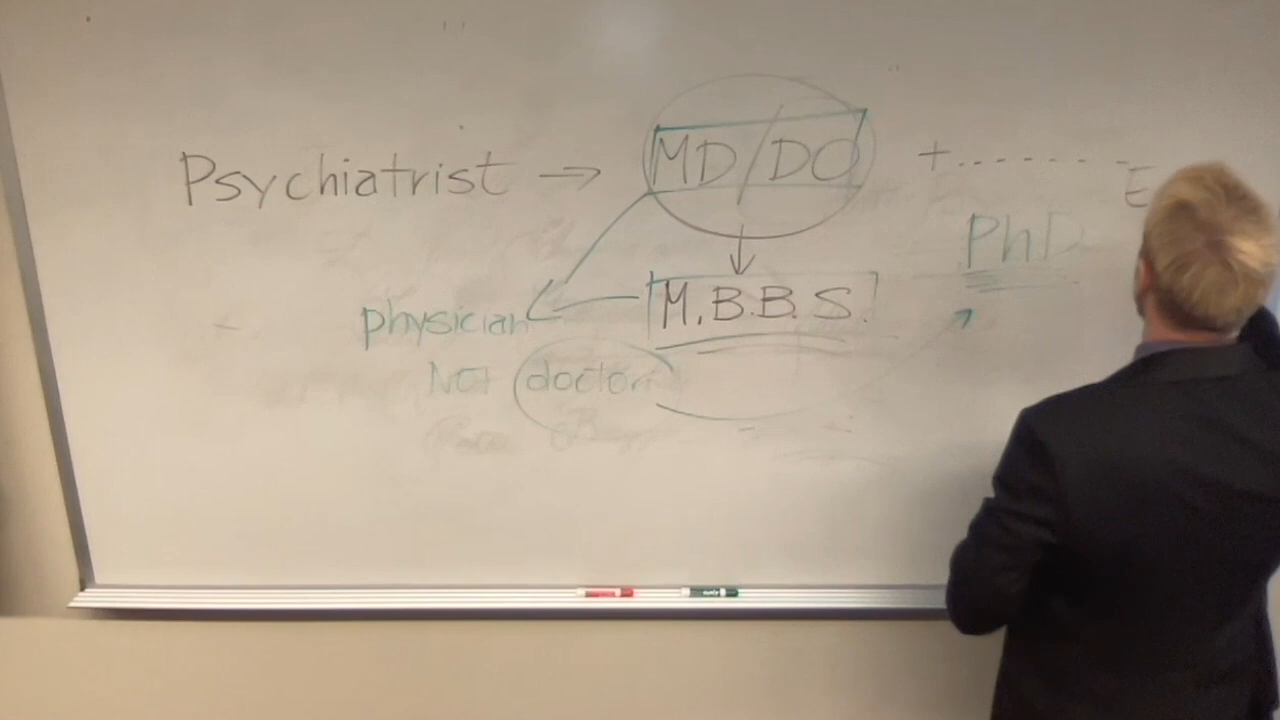 Psychiatrist → MD/DO + ....... E
PhD
M.B.B.S.
physician
Not doctor